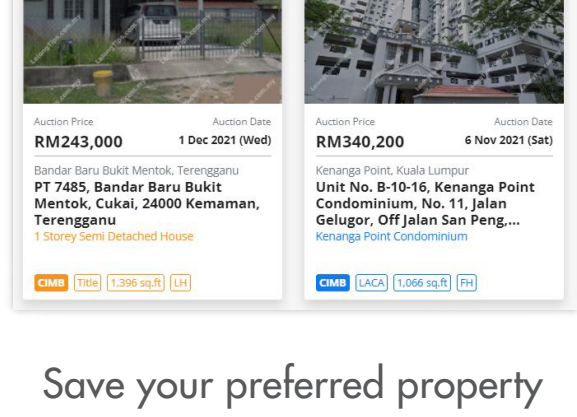 Auction Price Auction Date
RM243,000 1 Dec 2021 (Wed)
Bandar Baru Bukit Mentok, Terengganu
PT 7485, Bandar Baru Bukit
Mentok, Cukai, 24000 Kemaman,
Terengganu
1 Storey Semi Detached House
CIMB Title 1,396 sq.ft LH
Auction Price Auction Date
RM340,200 6 Nov 2021 (Sat)
Kenanga Point, Kuala Lumpur
Unit No. B-10-16, Kenanga Point
Condominium, No. 11, Jalan
Gelugor, Off Jalan San Peng,...
Kenanga Point Condominium
CIMB LACA 1,066 sq.ft FH
Save your preferred property